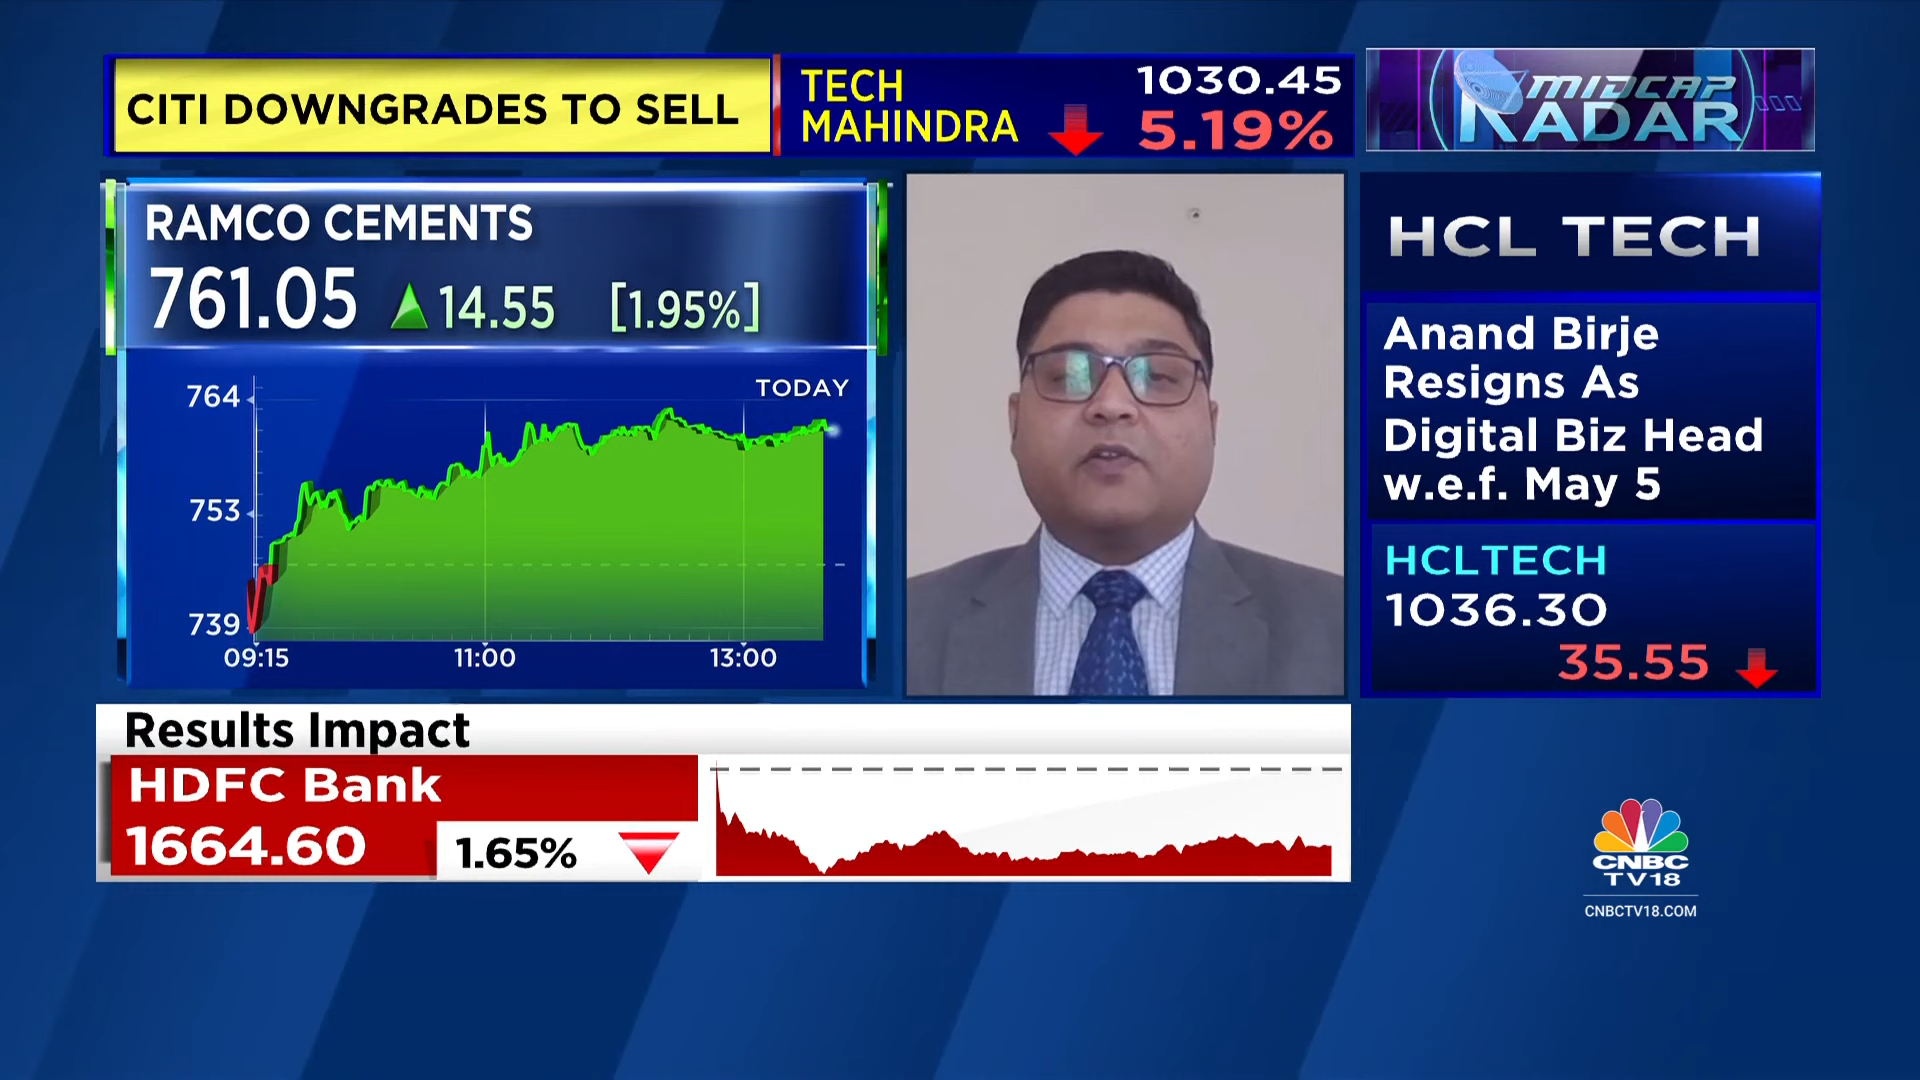 CITI DOWNGRADES TO SELL
TECH
MAHINDRA
1030.45
5.19%
MIDCAP
RADAR
RAMCO CEMENTS
761.05 14.55 [1.95%]
TODAY
764
753
739
09:15 11:00 13:00
HCL TECH
Anand Birje
Resigns As
Digital Biz Head
w.e.f. May 5
HCLTECH
1036.30
35.55
Results Impact
HDFC Bank
1664.60
1.65%
CNBC
TV18
CNBCTV18.COM